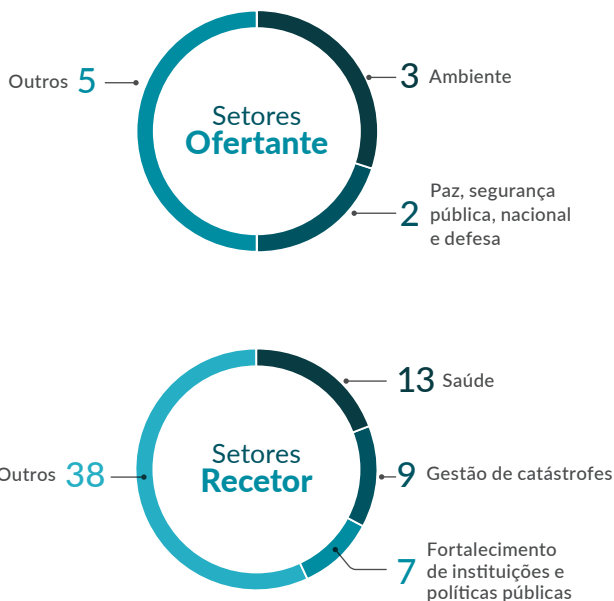 Setores
Ofertante
Outros 5
3 Ambiente
2 Paz, segurança
pública, nacional
e defesa
Setores
Recetor
Outros 38
13 Saúde
9 Gestão de catástrofes
7 Fortalecimento
de instituições e
políticas públicas